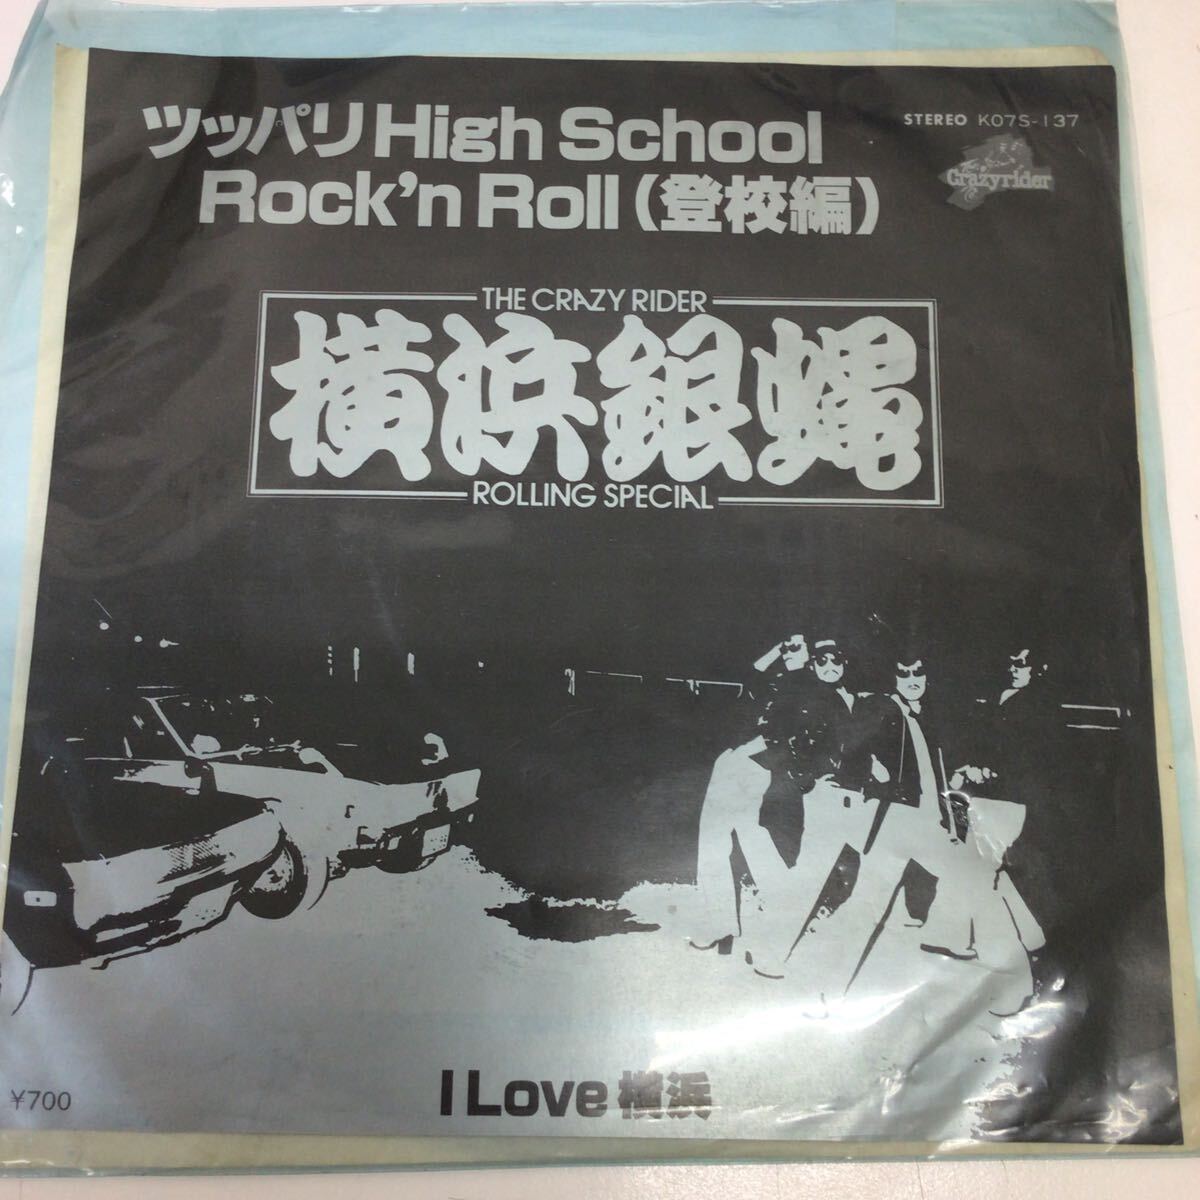 ツッパリHigh School
Rock'n Roll(登校編)
STEREO K07S-137
Crazyrider
THE CRAZY RIDER
横浜銀蝿
ROLLING SPECIAL
¥700
I Love 横浜